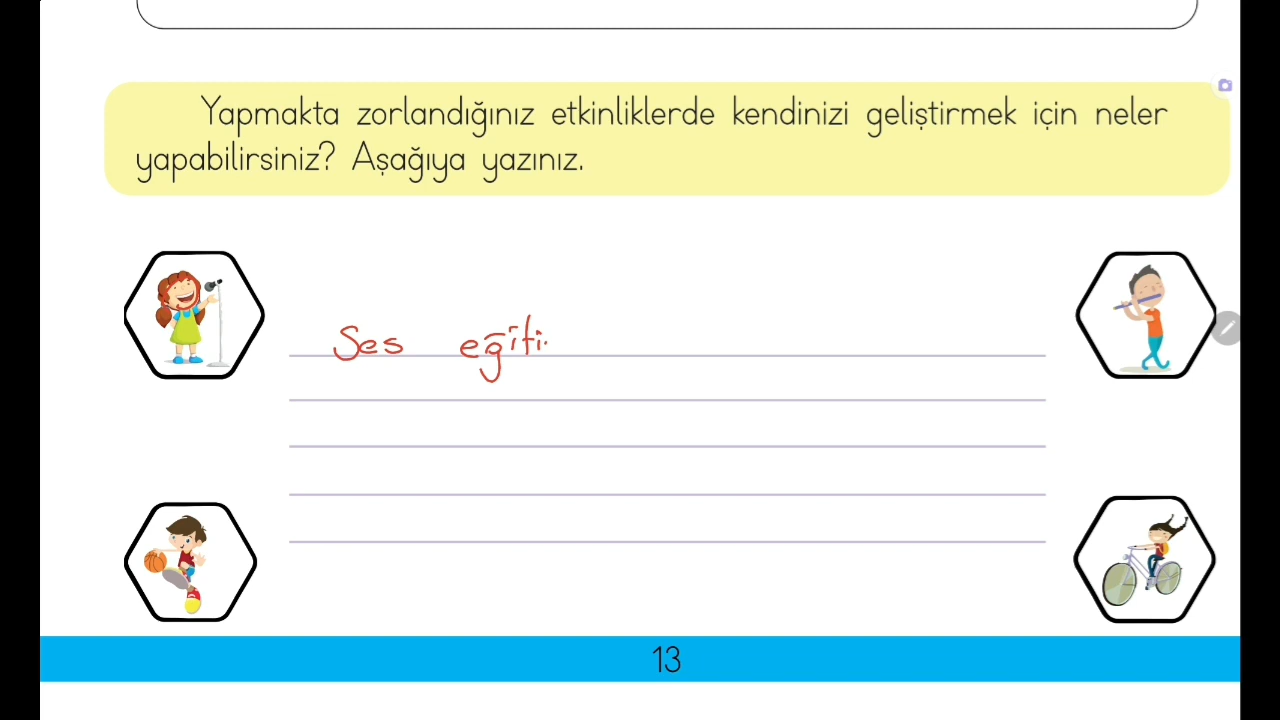 Yapmakta zorlandığınız etkinliklerde kendinizi geliştirmek için neler
yapabilirsiniz? Aşağıya yazınız.
Ses eğiti
13